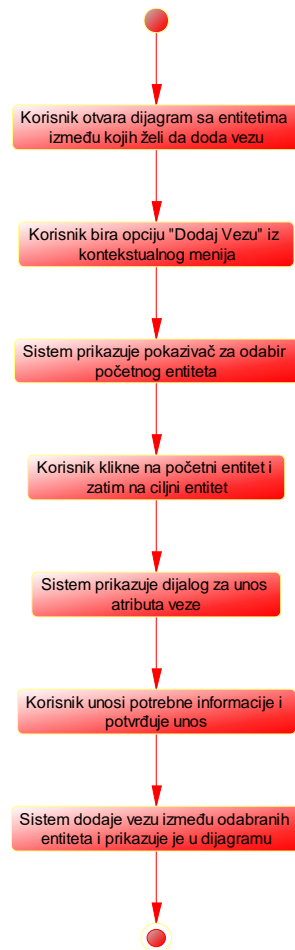 Korisnik otvara dijagram sa entitetima
između kojih želi da doda vezu
Korisnik bira opciju "Dodaj Vezu" iz
kontekstualnog menija
Sistem prikazuje pokazivač za odabir
početnog entiteta
Korisnik klikne na početni entitet i
zatim na ciljni entitet
Sistem prikazuje dijalog za unos
atributa veze
Korisnik unosi potrebne informacije i
potvrđuje unos
Sistem dodaje vezu između odabranih
entiteta i prikazuje je u dijagramu